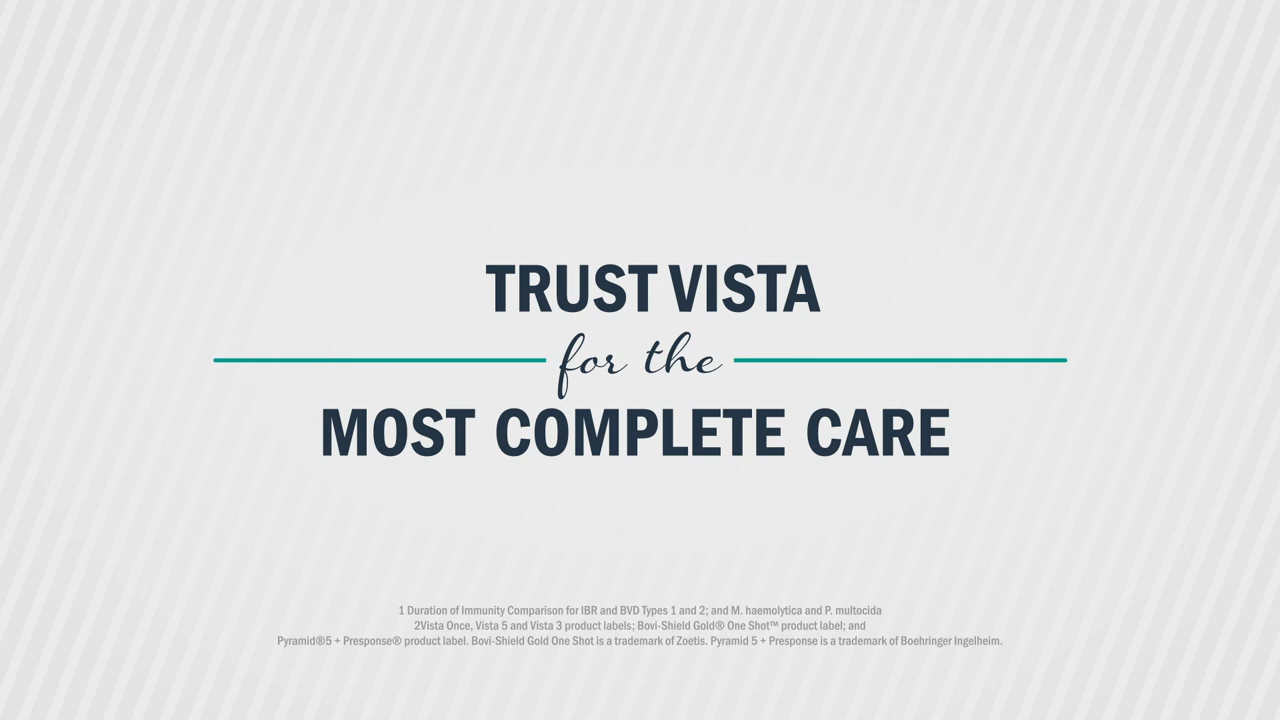 TRUST VISTA
for the
MOST COMPLETE CARE
1 Duration of Immunity Comparison for IBR and BVD Types 1 and 2; and M. haemolytica and P. multocida
2Vista Once, Vista 5 and Vista 3 product labels; Bovi-Shield Gold® One Shot™ product label; and
Pyramid®5 + Presponse® product label. Bovi-Shield Gold One Shot is a trademark of Zoetis. Pyramid 5 + Presponse is a trademark of Boehringer Ingelheim.